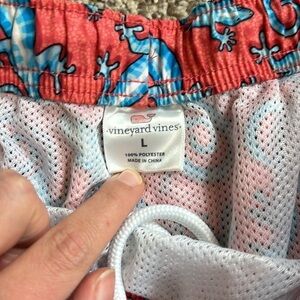 vineyard vines
L
100% POLYESTER
MADE IN CHINA